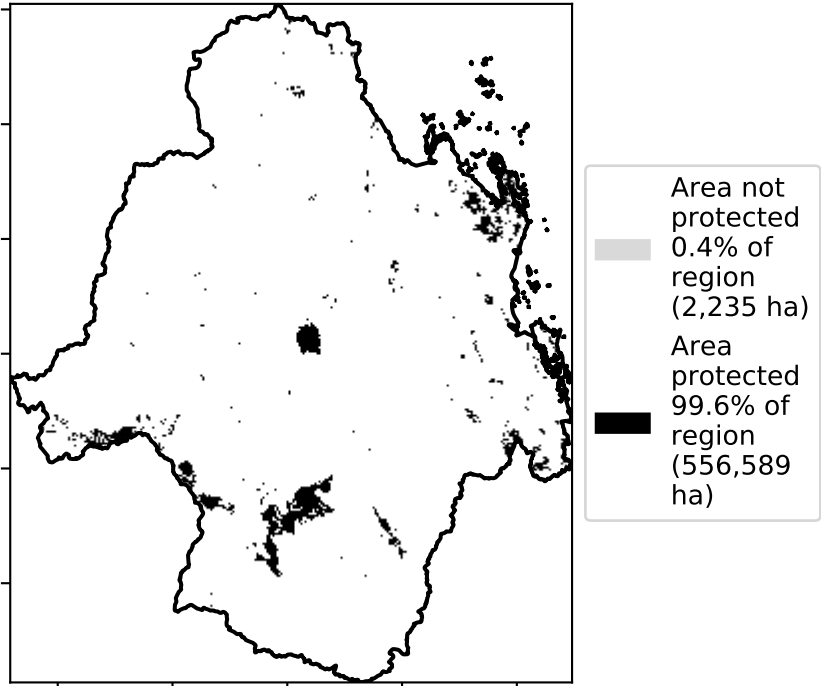 Area not
protected
0.4% of
region
(2,235 ha)
Area
protected
99.6% of
region
(556,589
ha)